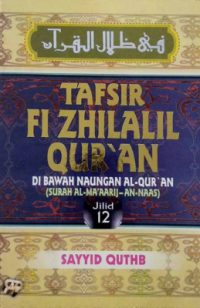 في ظلال القرآن
TAFSIR
FI ZHILALIL
QUR`AN
DI BAWAH NAUNGAN AL-QUR`AN
(SURAH AL-MA'AARIJ–AN-NAAS)
Jilid
12
SAYYID QUTHB